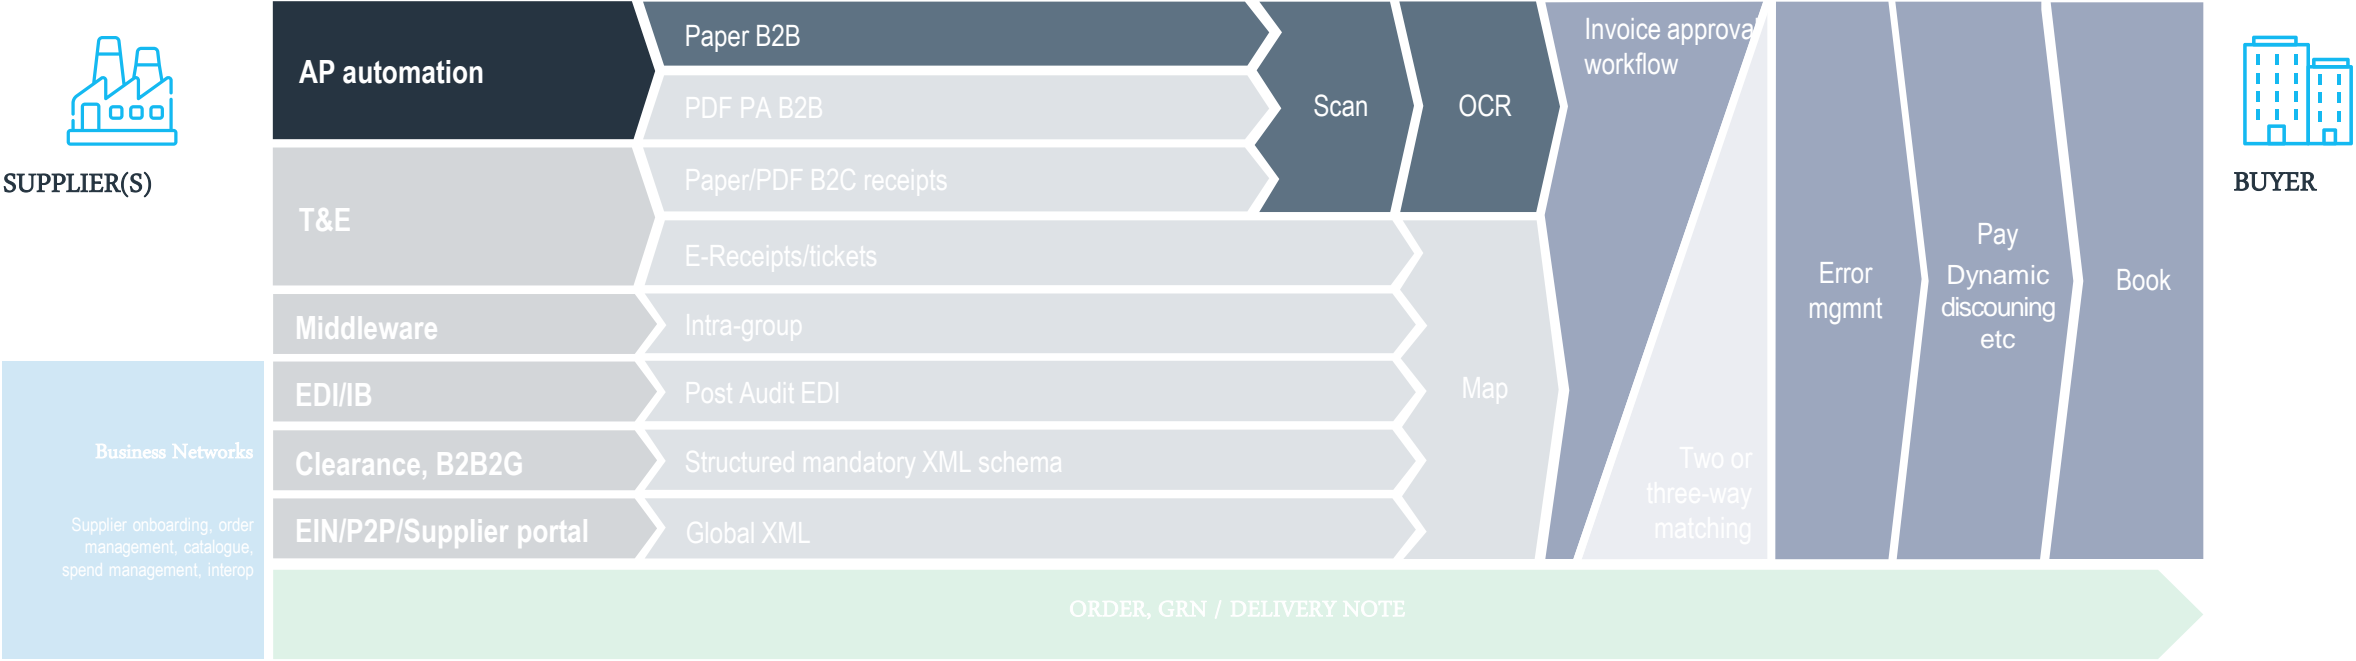 SUPPLIER(S)
AP automation
Paper B2B
PDF PA B2B
T&E
Paper/PDF B2C receipts
E-Receipts/tickets
Middleware
Intra-group
EDI/IB
Post Audit EDI
Clearance, B2B2G
Structured mandatory XML schema
EIN/P2P/Supplier portal
Global XML
Business Networks
Supplier onboarding, order
management, catalogue,
spend management, interop
Scan
OCR
Map
Invoice approval
workflow
Two or
three-way
matching
Error
mgmnt
Pay
Dynamic
discouning
etc
Book
BUYER
ORDER, GRN / DELIVERY NOTE